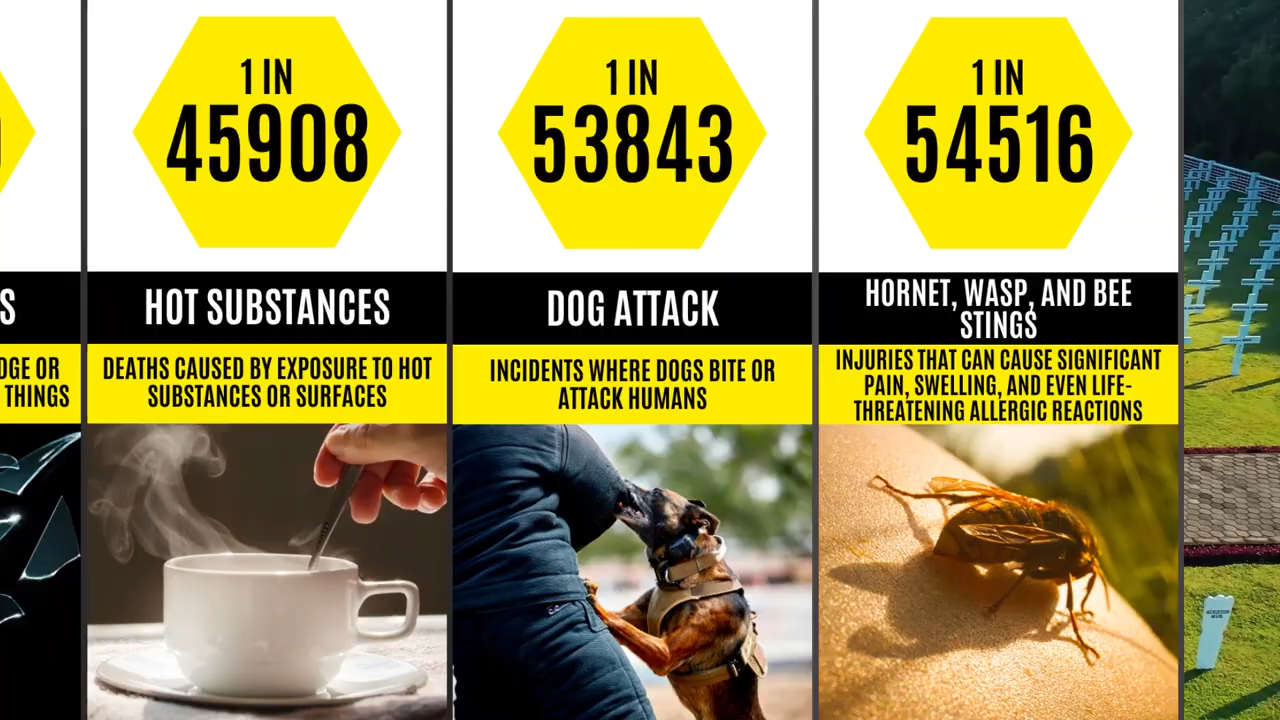 S
DGE OR
THINGS
1 IN
45908
HOT SUBSTANCES
DEATHS CAUSED BY EXPOSURE TO HOT
SUBSTANCES OR SURFACES
1 IN
53843
DOG ATTACK
INCIDENTS WHERE DOGS BITE OR
ATTACK HUMANS
1 IN
54516
HORNET, WASP, AND BEE
STINGS
INJURIES THAT CAN CAUSE SIGNIFICANT
PAIN, SWELLING, AND EVEN LIFE-
THREATENING ALLERGIC REACTIONS